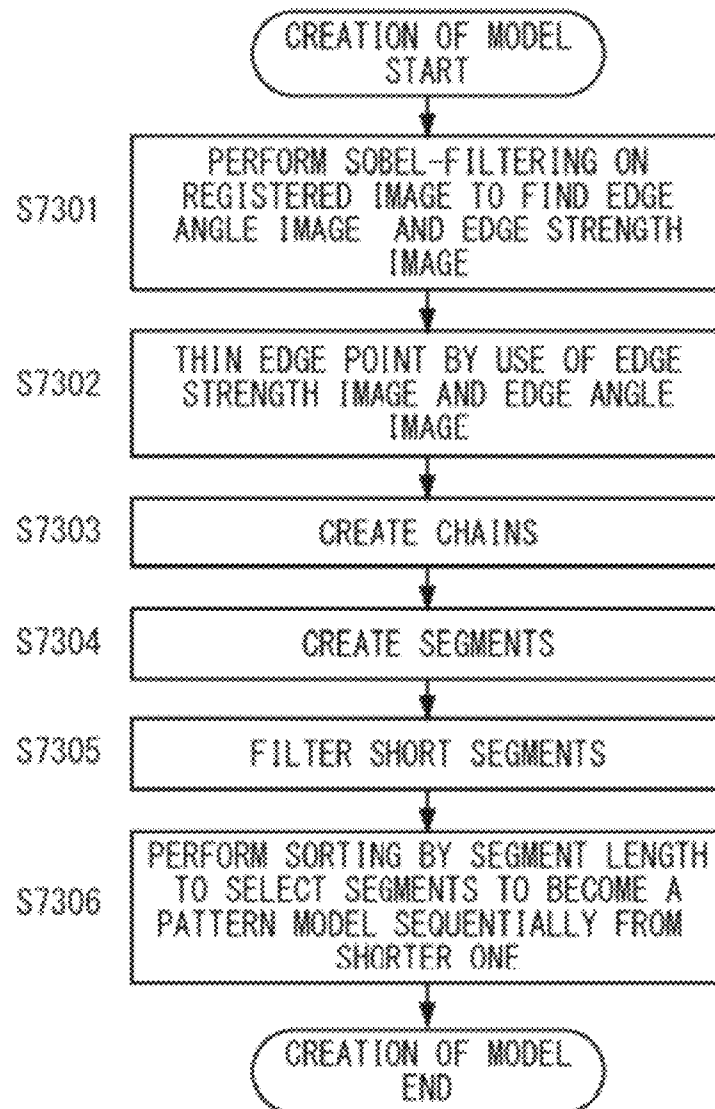 CREATION OF MODEL
START
S7301
PERFORM SOBEL-FILTERING ON
REGISTERED IMAGE TO FIND EDGE
ANGLE IMAGE AND EDGE STRENGTH
IMAGE
S7302
THIN EDGE POINT BY USE OF EDGE
STRENGTH IMAGE AND EDGE ANGLE
IMAGE
S7303
CREATE CHAINS
S7304
CREATE SEGMENTS
S7305
FILTER SHORT SEGMENTS
S7306
PERFORM SORTING BY SEGMENT LENGTH
TO SELECT SEGMENTS TO BECOME A
PATTERN MODEL SEQUENTIALLY FROM
SHORTER ONE
CREATION OF MODEL
END